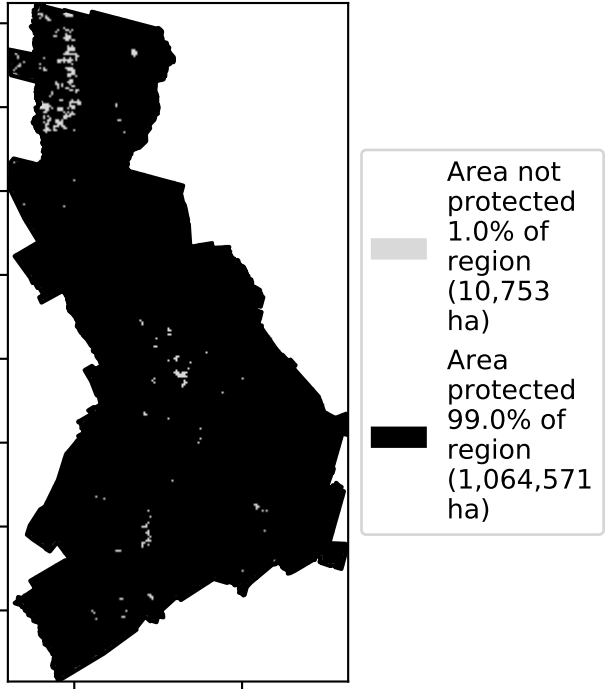 Area not
protected
1.0% of
region
(10,753
ha)
Area
protected
99.0% of
region
(1,064,571
ha)